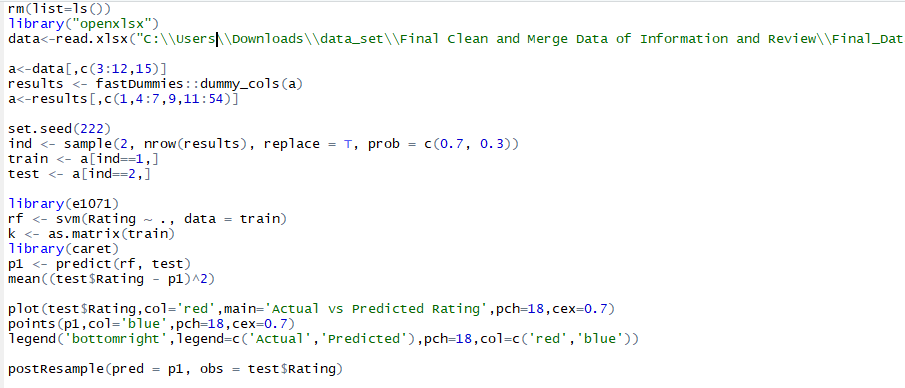 rm(list=ls())
library("openxlsx")
data<-read.xlsx("C:\\Users\\Downloads\\data_set\\Final Clean and Merge Data of Information and Review\\Final_Dat
a<-data[,c(3:12,15)]
results <- fastDummies::dummy_cols(a)
a<-results[,c(1,4:7,9,11:54)]
set.seed(222)
ind <- sample(2, nrow(results), replace = T, prob = c(0.7, 0.3))
train <- a[ind==1,]
test <- a[ind==2,]
library(e1071)
rf <- svm(Rating ~ ., data = train)
k <- as.matrix(train)
library(caret)
p1 <- predict(rf, test)
mean((test$Rating - p1)^2)
plot(test$Rating,col='red',main='Actual vs Predicted Rating',pch=18,cex=0.7)
points(p1,col='blue',pch=18,cex=0.7)
legend('bottomright',legend=c('Actual','Predicted'),pch=18,col=c('red','blue'))
postResample(pred = p1, obs = test$Rating)